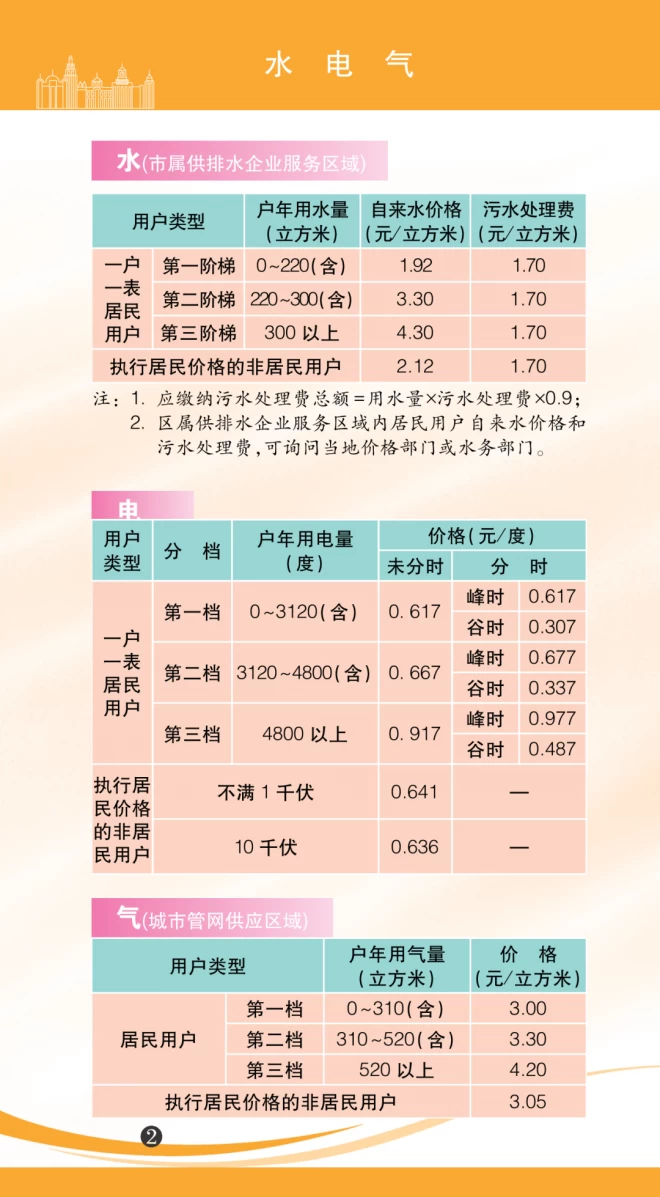 水 电 气
水(市属供排水企业服务区域)
用户类型 户年用水量(立方米) 自来水价格(元/立方米) 污水处理费(元/立方米)
一户一表居民用户 第一阶梯 0~220(含) 1.92 1.70
第二阶梯 220~300(含) 3.30 1.70
第三阶梯 300 以上 4.30 1.70
执行居民价格的非居民用户 2.12 1.70
注：1. 应缴纳污水处理费总额=用水量×污水处理费×0.9；
2. 区属供排水企业服务区域内居民用户自来水价格和
污水处理费,可询问当地价格部门或水务部门。
电
用户类型 分 档 户年用电量(度) 价格(元/度)
未分时 分 时
一户一表居民用户 第一档 0~3120(含) 0.617 峰时 0.617
谷时 0.307
第二档 3120~4800(含) 0.667 峰时 0.677
谷时 0.337
第三档 4800 以上 0.917 峰时 0.977
谷时 0.487
执行居民价格的非居民用户 不满 1 千伏 0.641 —
10 千伏 0.636 —
气(城市管网供应区域)
用户类型 户年用气量(立方米) 价 格(元/立方米)
居民用户 第一档 0~310(含) 3.00
第二档 310~520(含) 3.30
第三档 520 以上 4.20
执行居民价格的非居民用户 3.05
2